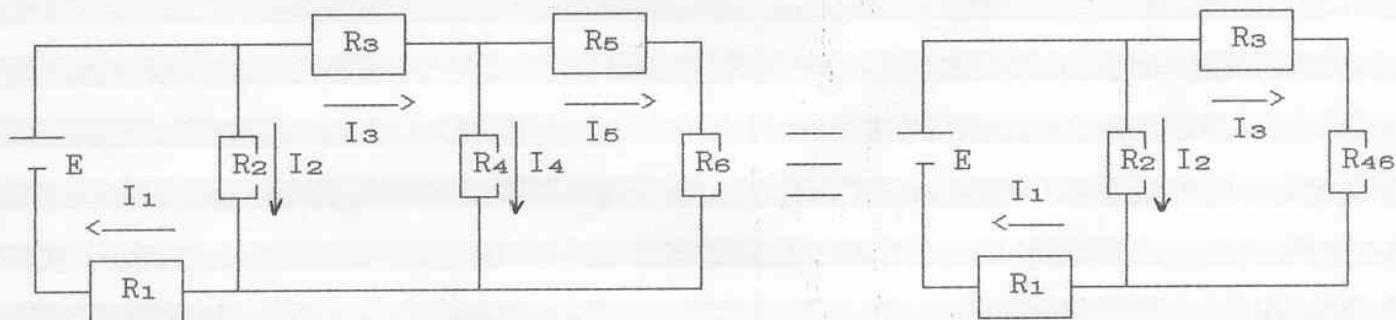 R3 R5 R3
I3 I5 I3
E R2 I2 R4 I4 R6 E R2 I2 R46
I1 I1
R1 R1